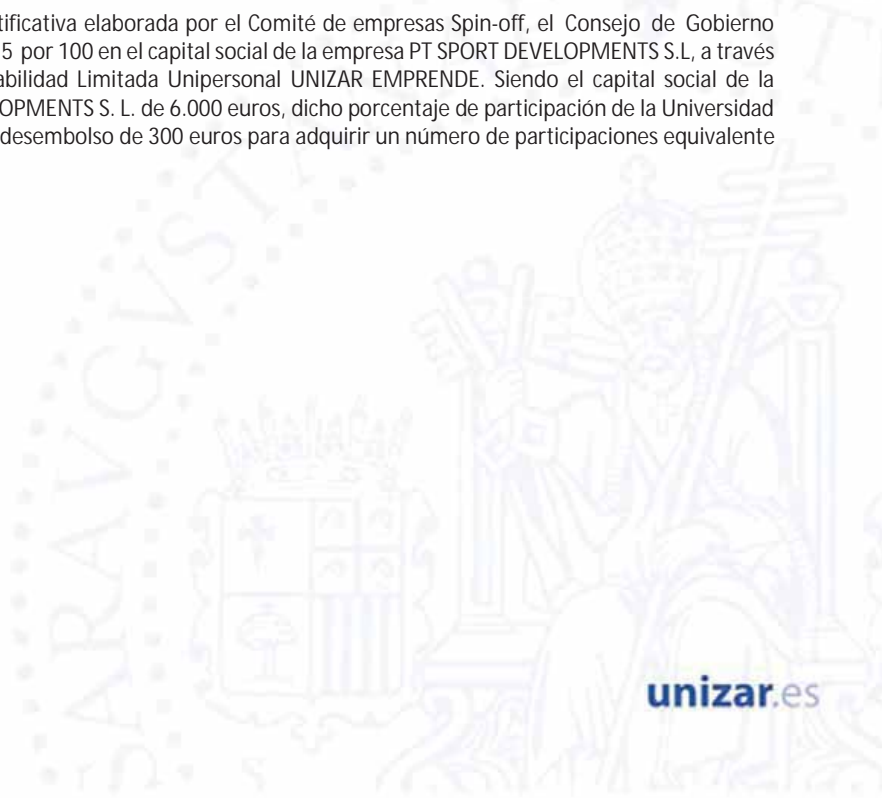 tificativa elaborada por el Comité de empresas Spin-off, el Consejo de Gobierno
5 por 100 en el capital social de la empresa PT SPORT DEVELOPMENTS S.L, a través
abilidad Limitada Unipersonal UNIZAR EMPRENDE. Siendo el capital social de la
OPMENTS S. L. de 6.000 euros, dicho porcentaje de participación de la Universidad
desembolso de 300 euros para adquirir un número de participaciones equivalente
SARAVGVSTA
unizar.es